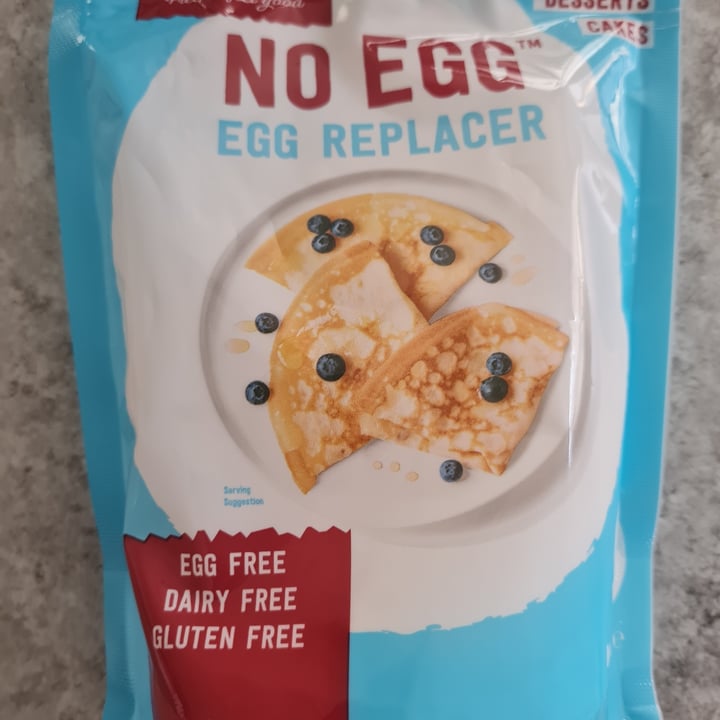 DESSERTS
CAKES
NO EGG™
EGG REPLACER
Serving
Suggestion
EGG FREE
DAIRY FREE
GLUTEN FREE